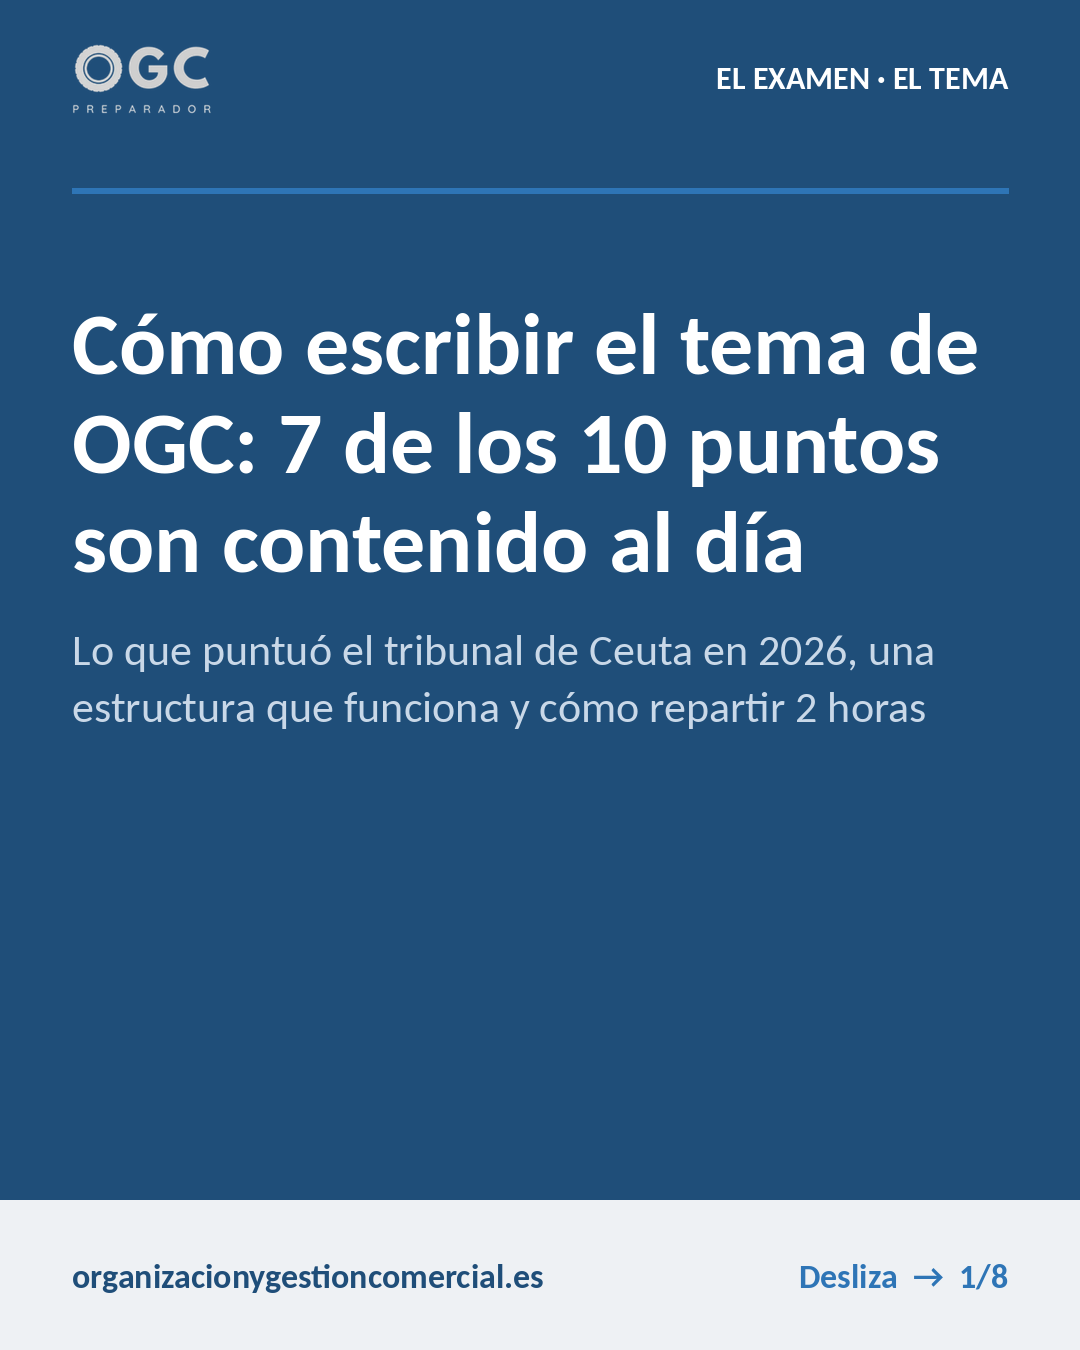 OGC
PREPARADOR
EL EXAMEN · EL TEMA
Cómo escribir el tema de
OGC: 7 de los 10 puntos
son contenido al día
Lo que puntuó el tribunal de Ceuta en 2026, una
estructura que funciona y cómo repartir 2 horas
organizacionygestioncomercial.es
Desliza → 1/8